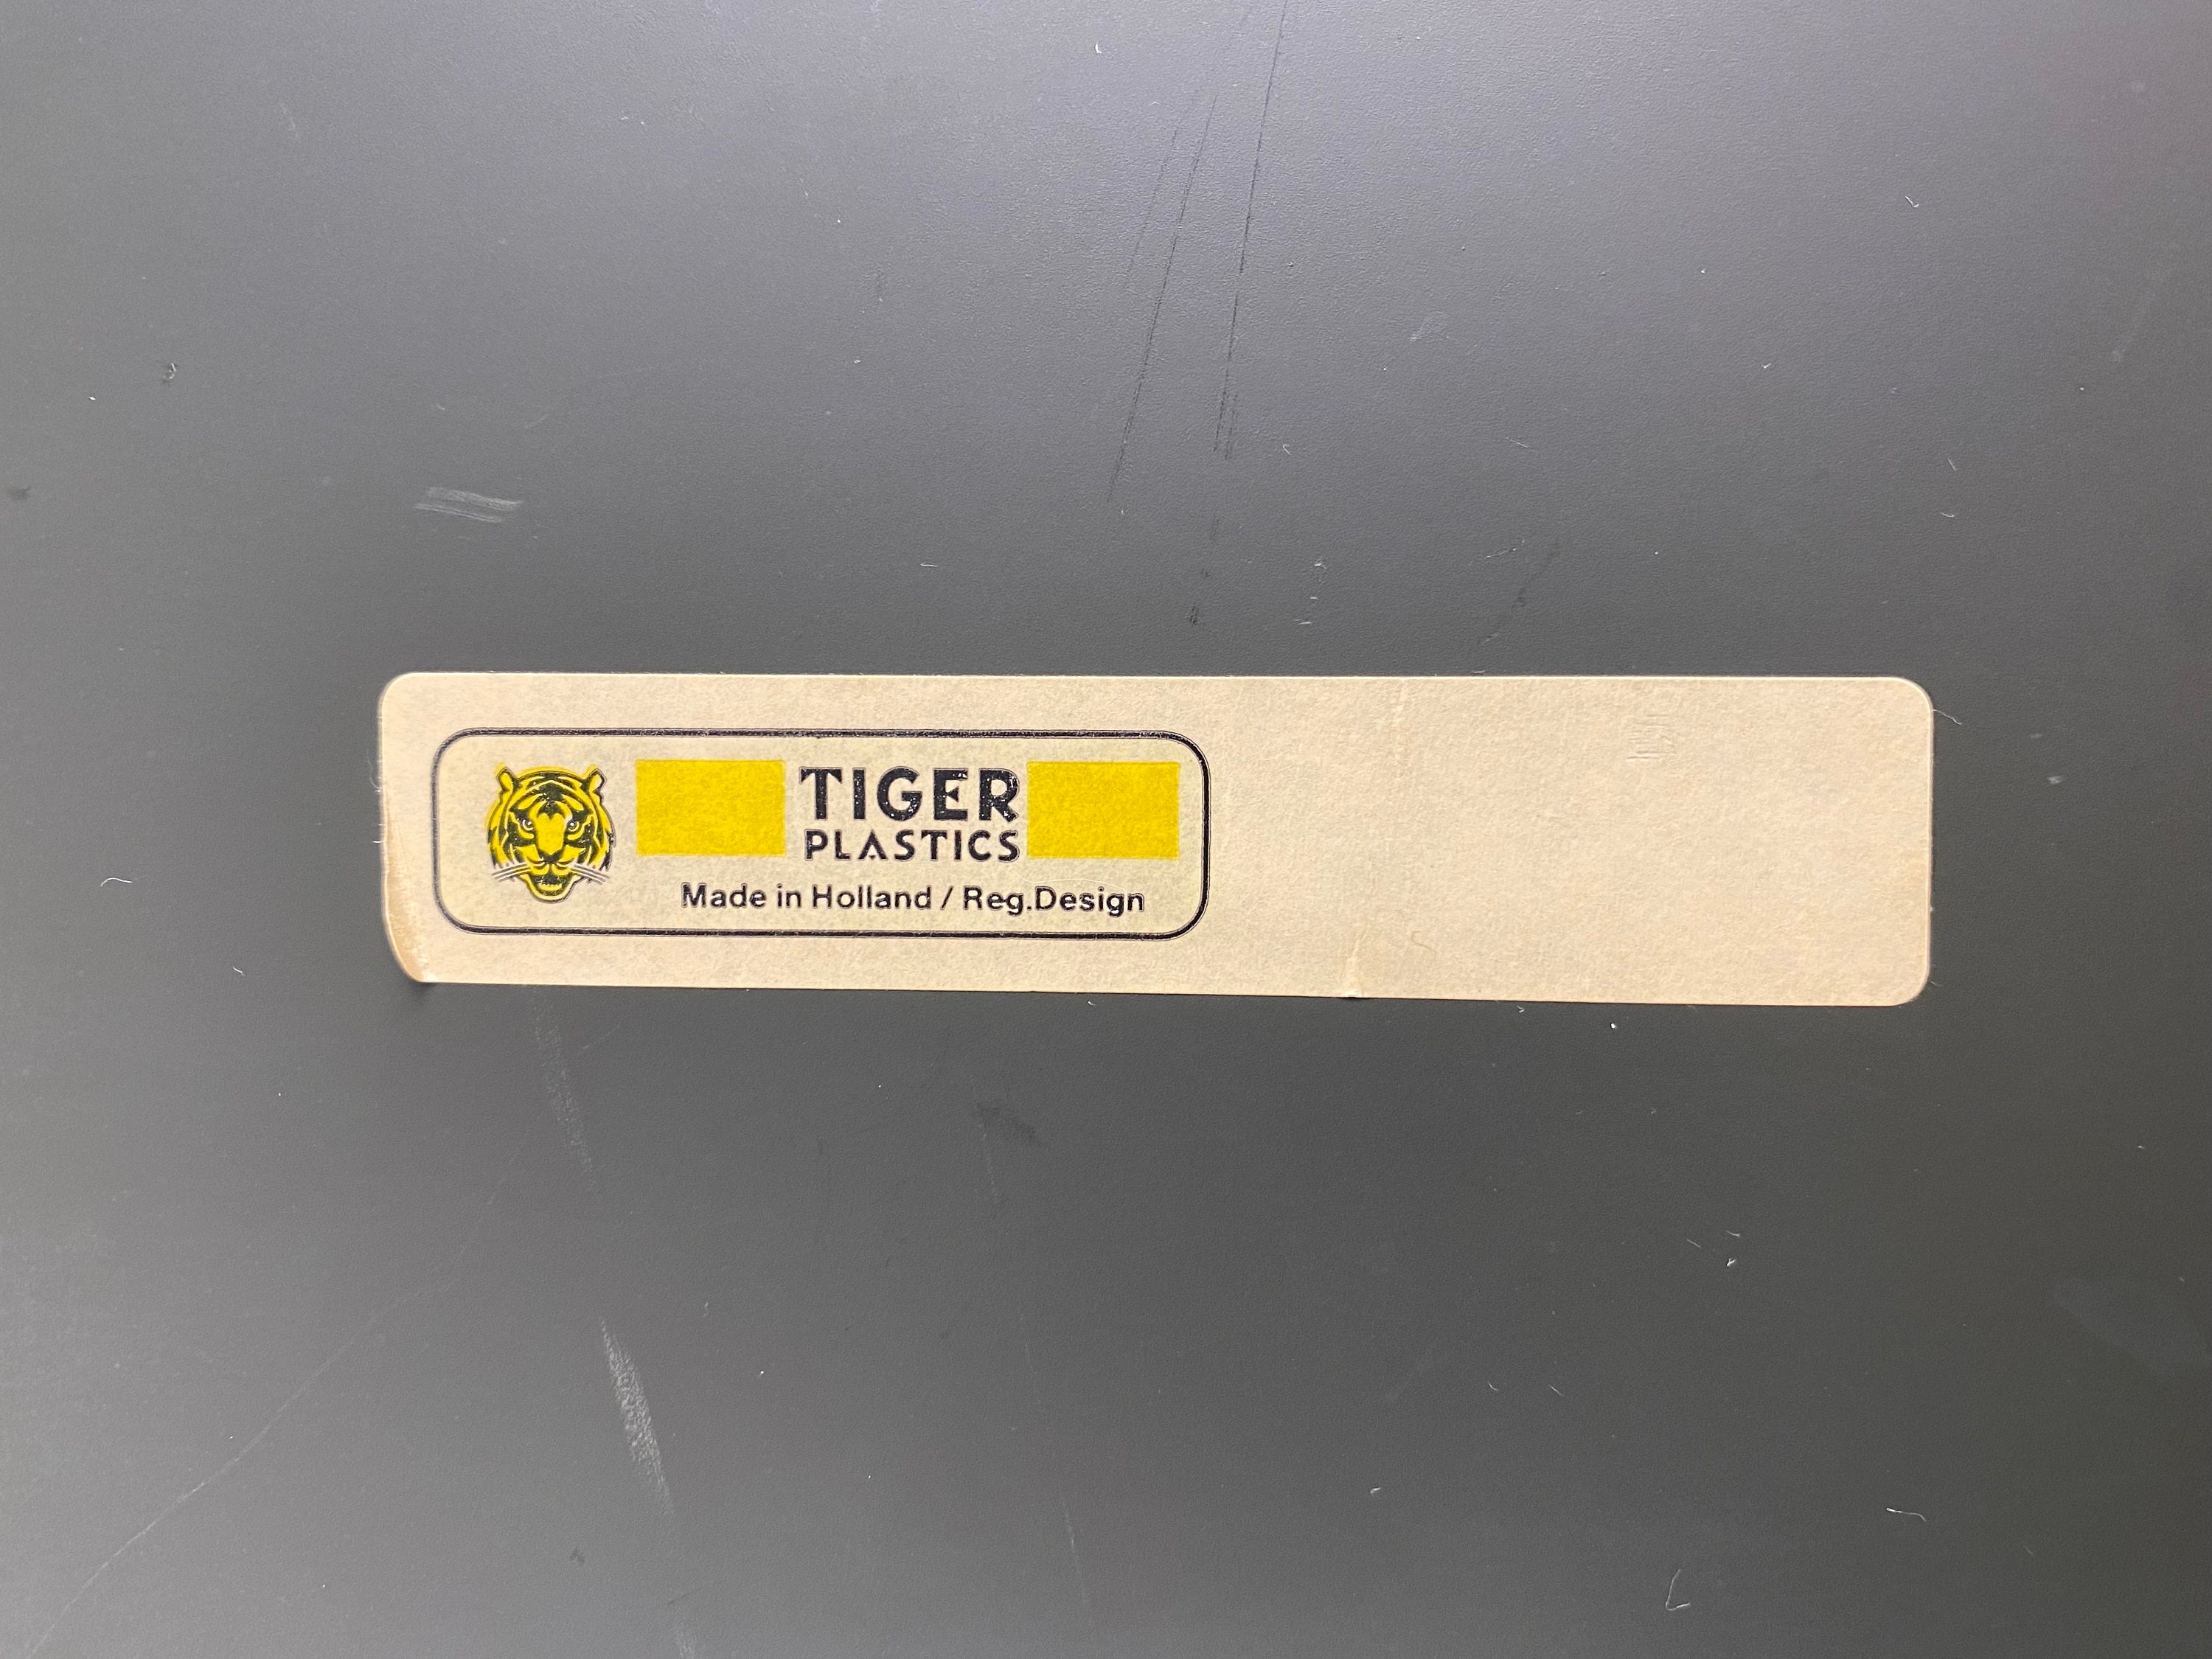 TIGER
PLASTICS
Made in Holland / Reg.Design